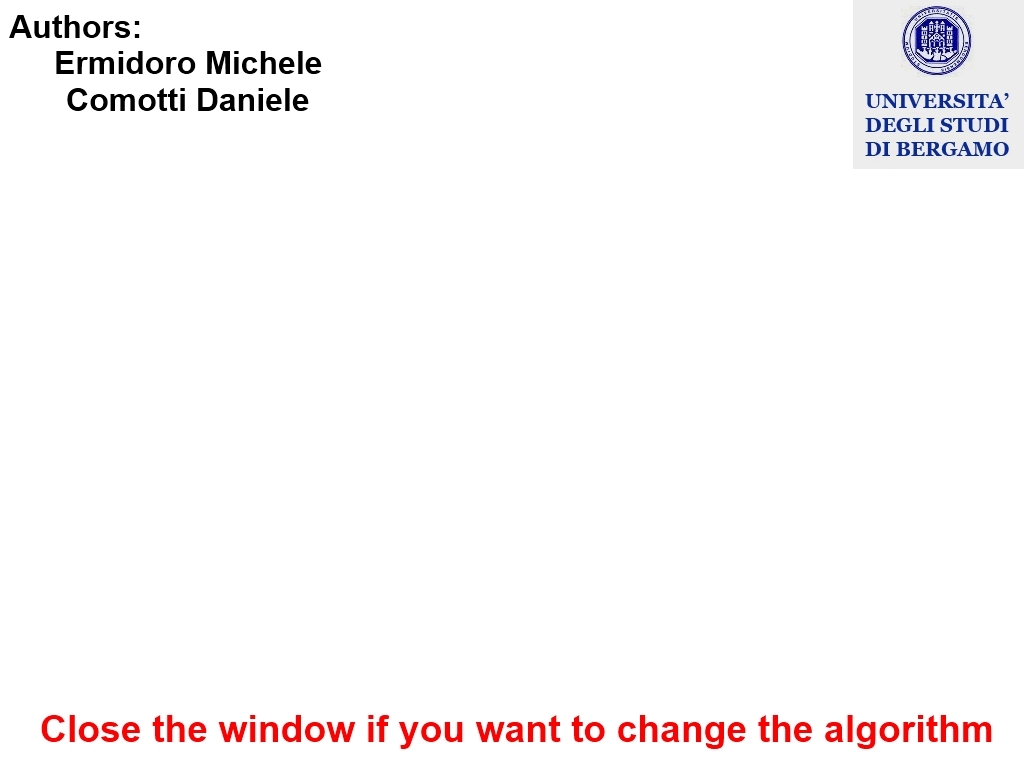 Authors:
Ermidoro Michele
Comotti Daniele
UNIVERSITA’
DEGLI STUDI
DI BERGAMO
Close the window if you want to change the algorithm